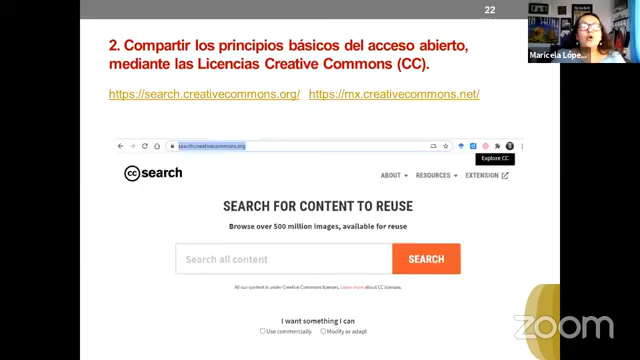 22
2. Compartir los principios básicos del acceso abierto,
mediante las Licencias Creative Commons (CC).
https://search.creativecommons.org/ https://mx.creativecommons.net/
Maricela Lópe...
search.creativecommons.org
Explore CC
cc search
ABOUT RESOURCES EXTENSION
SEARCH FOR CONTENT TO REUSE
Browse over 500 million images, available for reuse
Search all content SEARCH
All our content is under Creative Commons licenses. Learn more about CC licenses.
I want something I can
Use commercially Modify or adapt
zoom